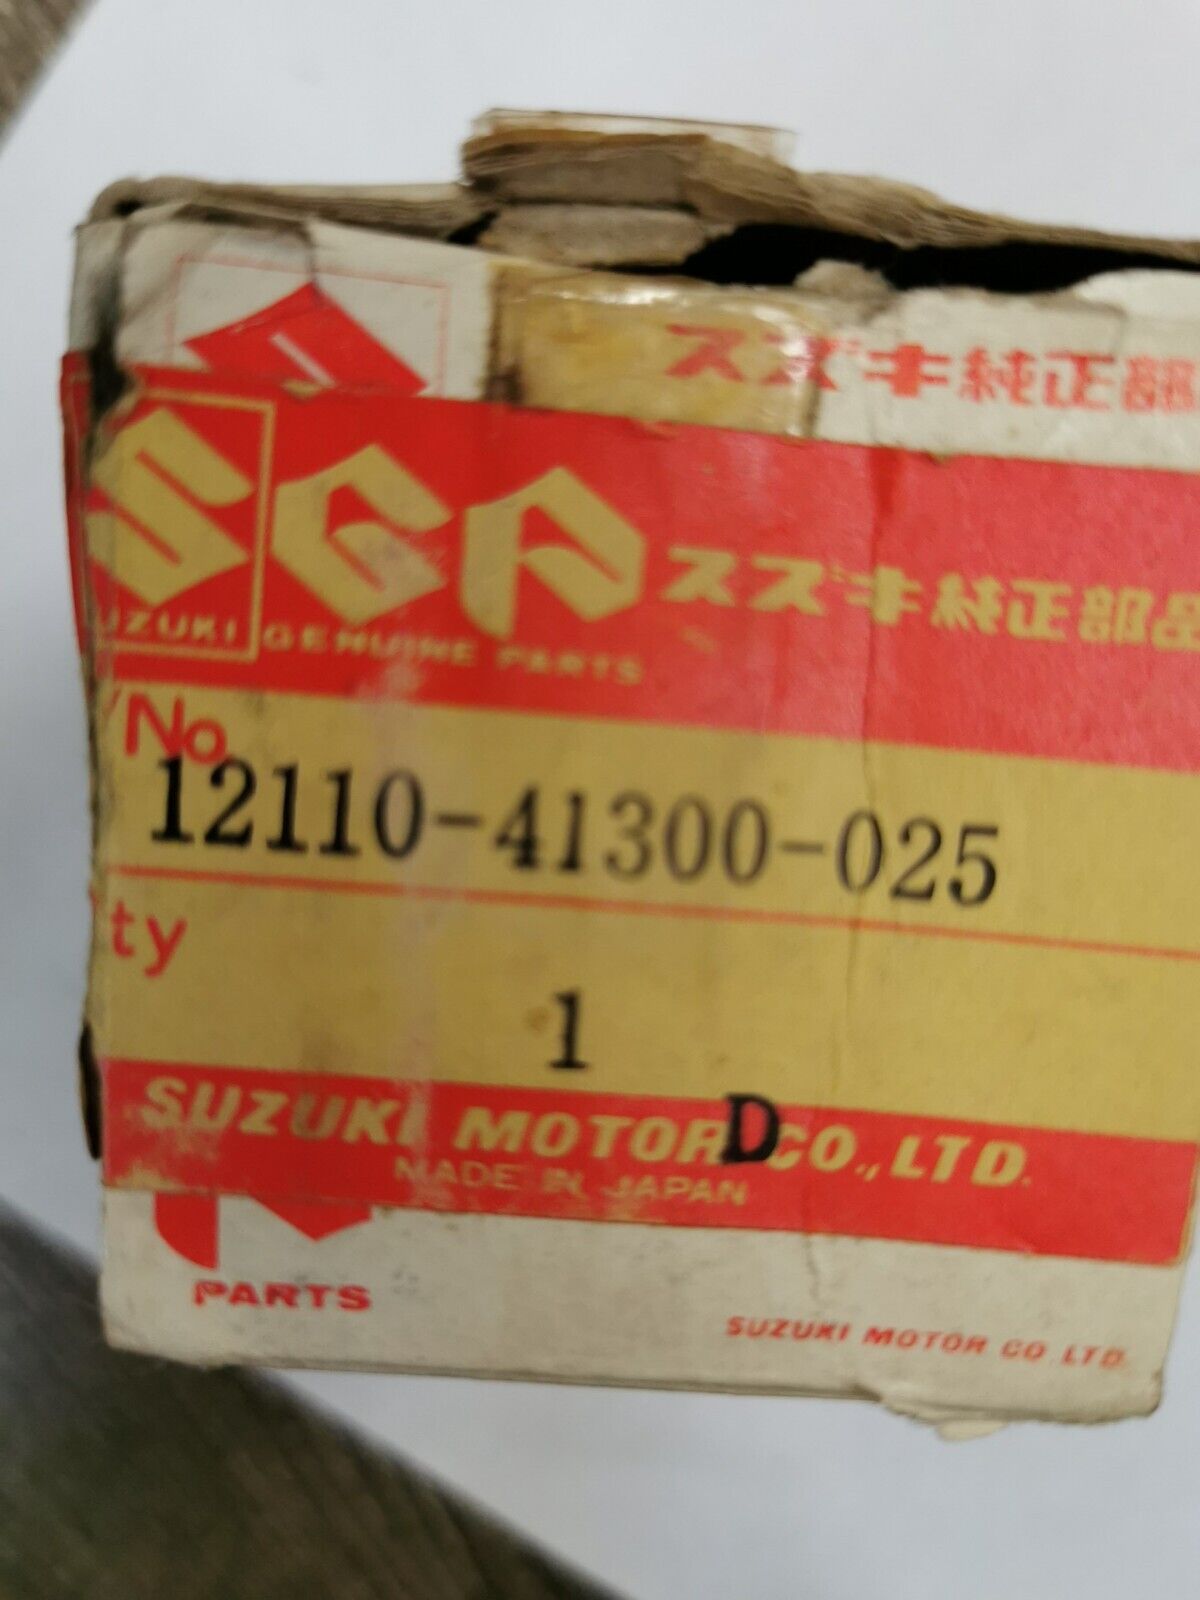 スズキ純正部
SGP スズキ純正部品
UZUKI GENUINE PARTS
/No.
12110-41300-025
ty
1
D
SUZUKI MOTOR CO., LTD.
MADE IN JAPAN
PARTS
SUZUKI MOTOR CO. LTD.